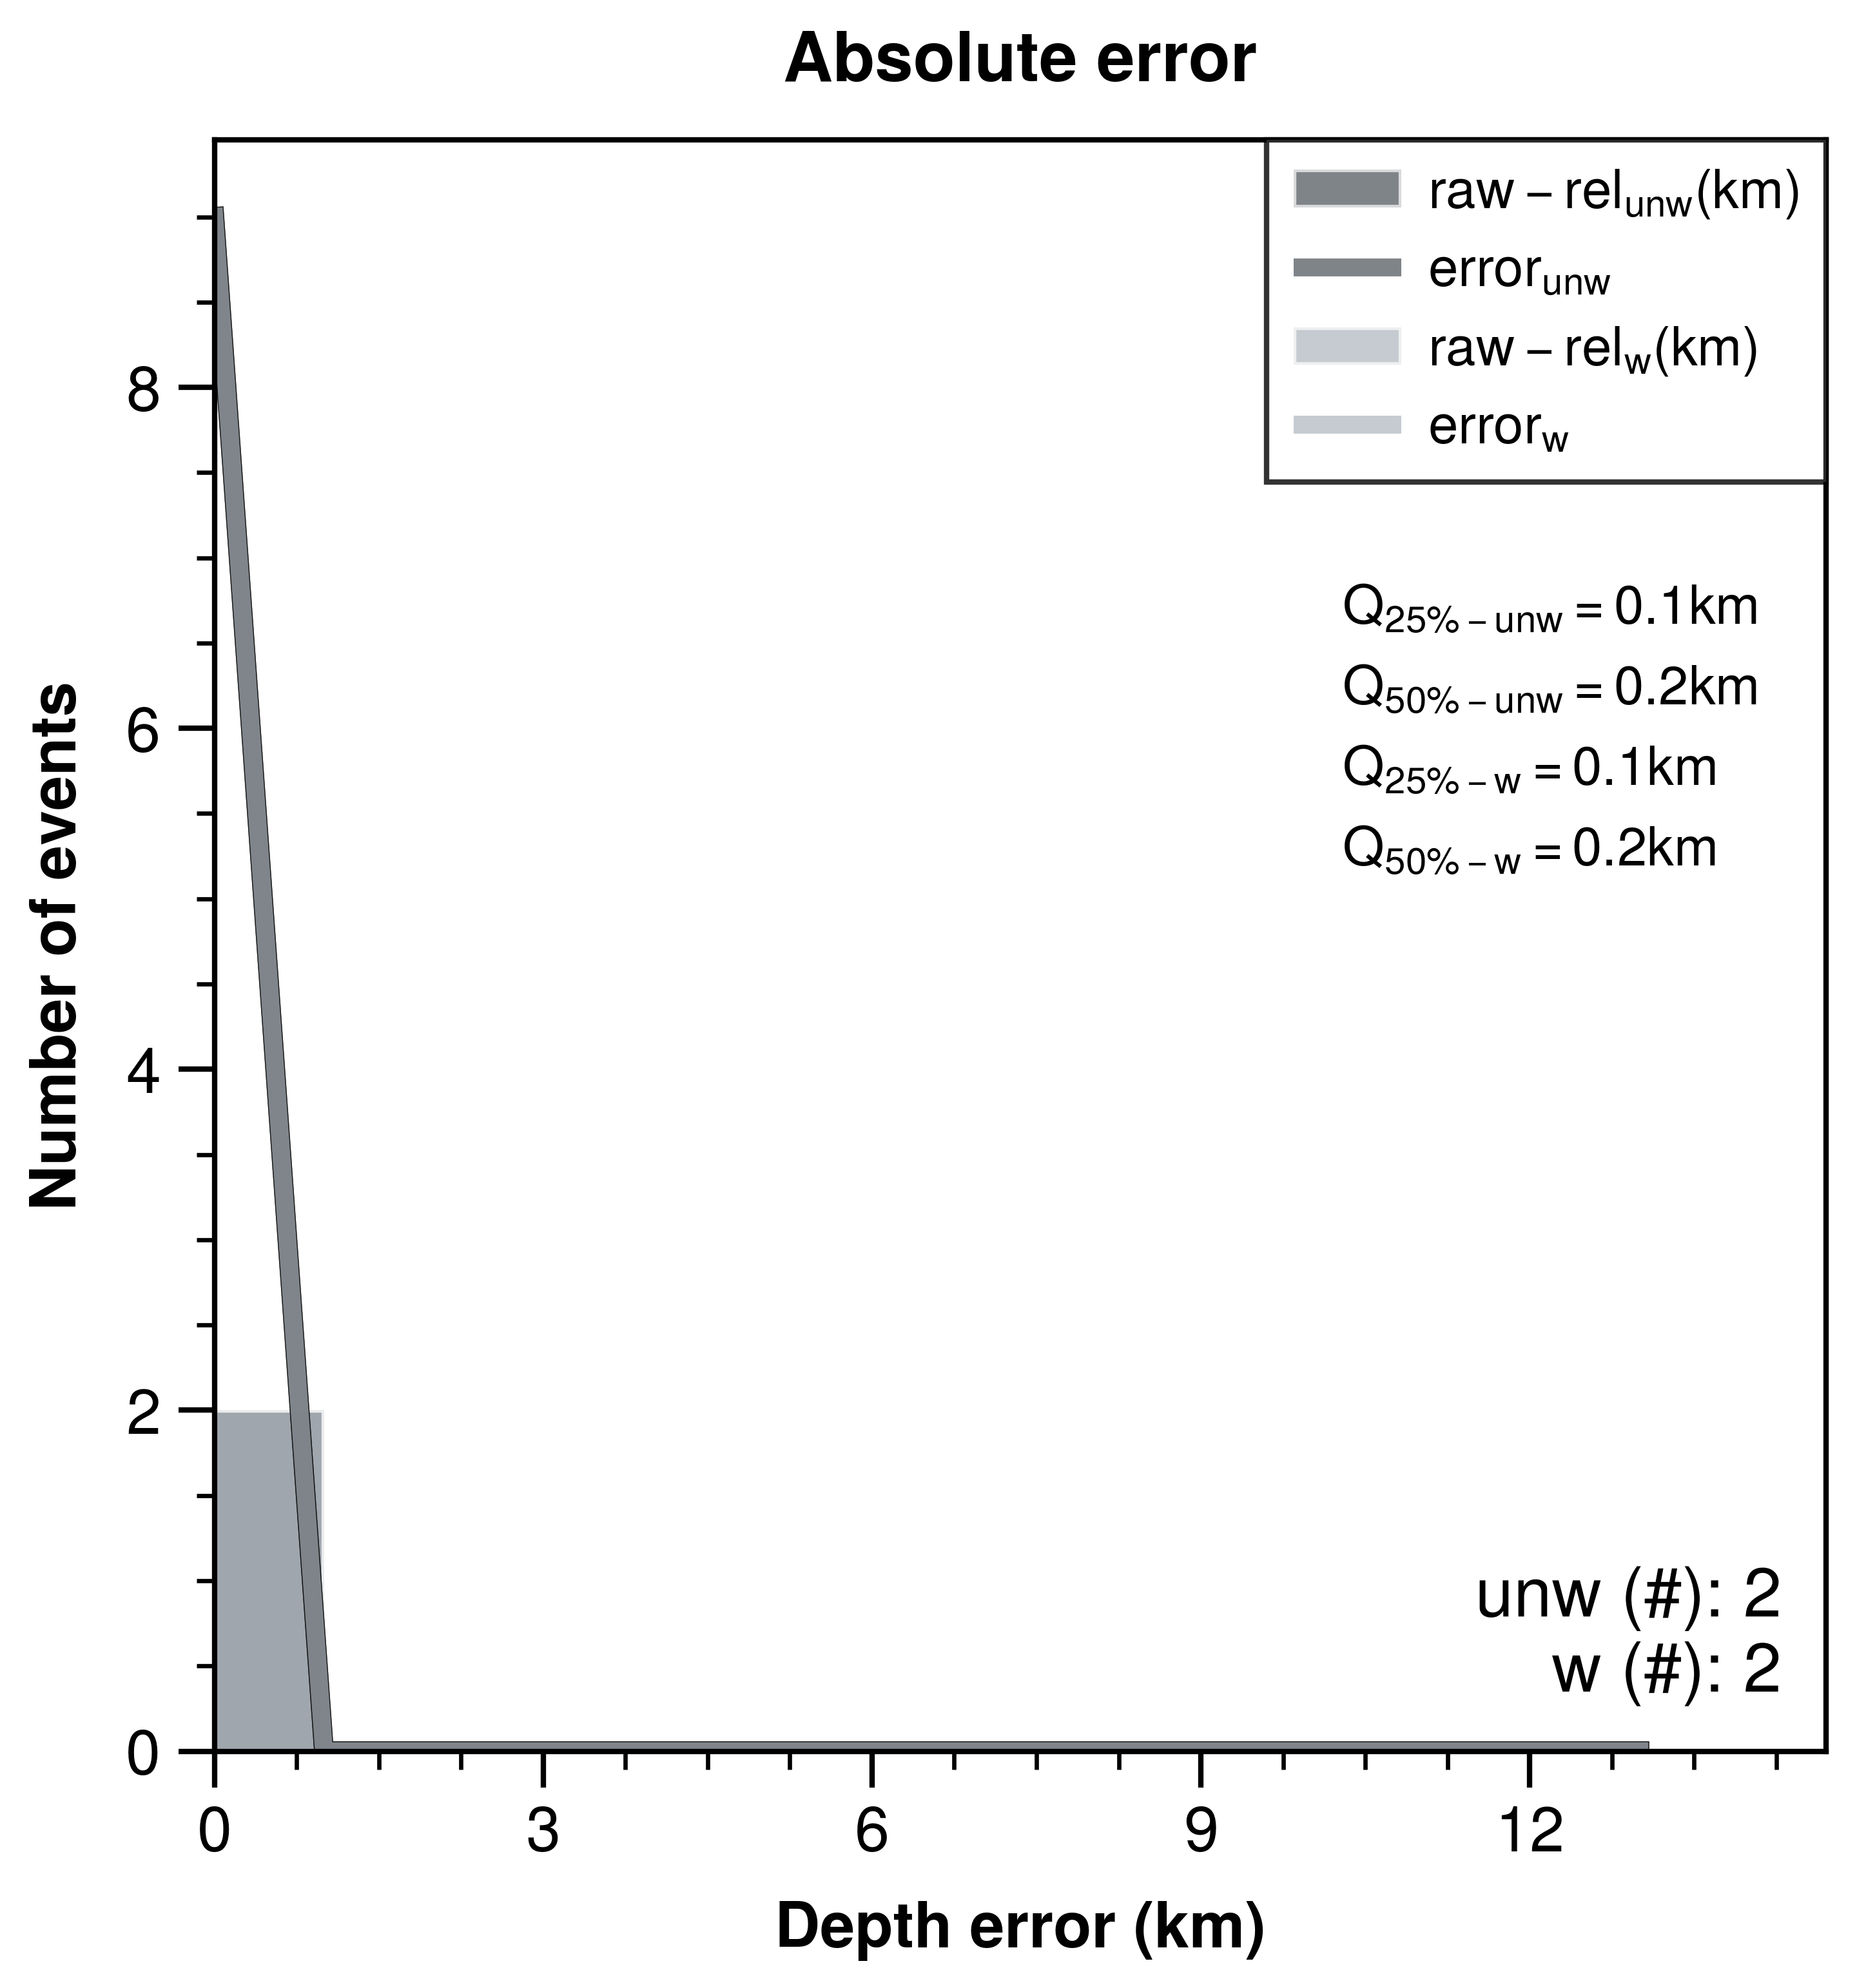 Absolute error
raw – rel_unw(km)
error_unw
raw – rel_w(km)
error_w
Q_25% – unw = 0.1km
Q_50% – unw = 0.2km
Q_25% – w = 0.1km
Q_50% – w = 0.2km
Number of events
8
6
4
2
0
unw (#): 2
w (#): 2
0 3 6 9 12
Depth error (km)